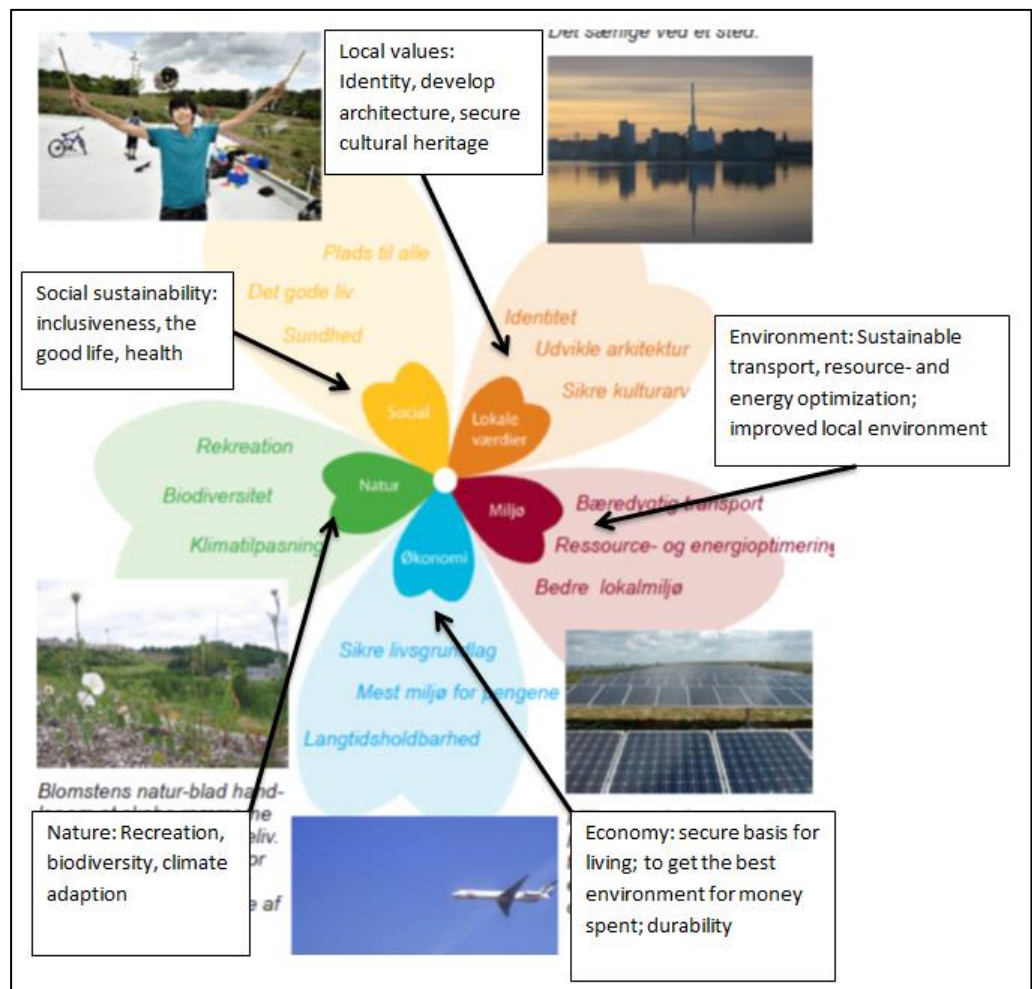 Local values:
Identity, develop
architecture, secure
cultural heritage
Det særlige ved et sted.
Social sustainability:
inclusiveness, the
good life, health
Plads til alle
Det gode liv
Sundhed
Social
Identitet
Udvikle arkitektur
Sikre kulturarv
Lokale
værdier
Environment: Sustainable
transport, resource- and
energy optimization;
improved local environment
Rekreation
Biodiversitet
Klimatilpasning
Natur
Miljø
Bæredygtig transport
Ressource- og energioptimering
Bedre lokalmiljø
Økonomi
Sikre livsgrundlag
Mest miljø for pengene
Langtidsholdbarhed
Blomstens natur-blad hand-
Nature: Recreation,
biodiversity, climate
adaption
af
Economy: secure basis for
living; to get the best
environment for money
spent; durability